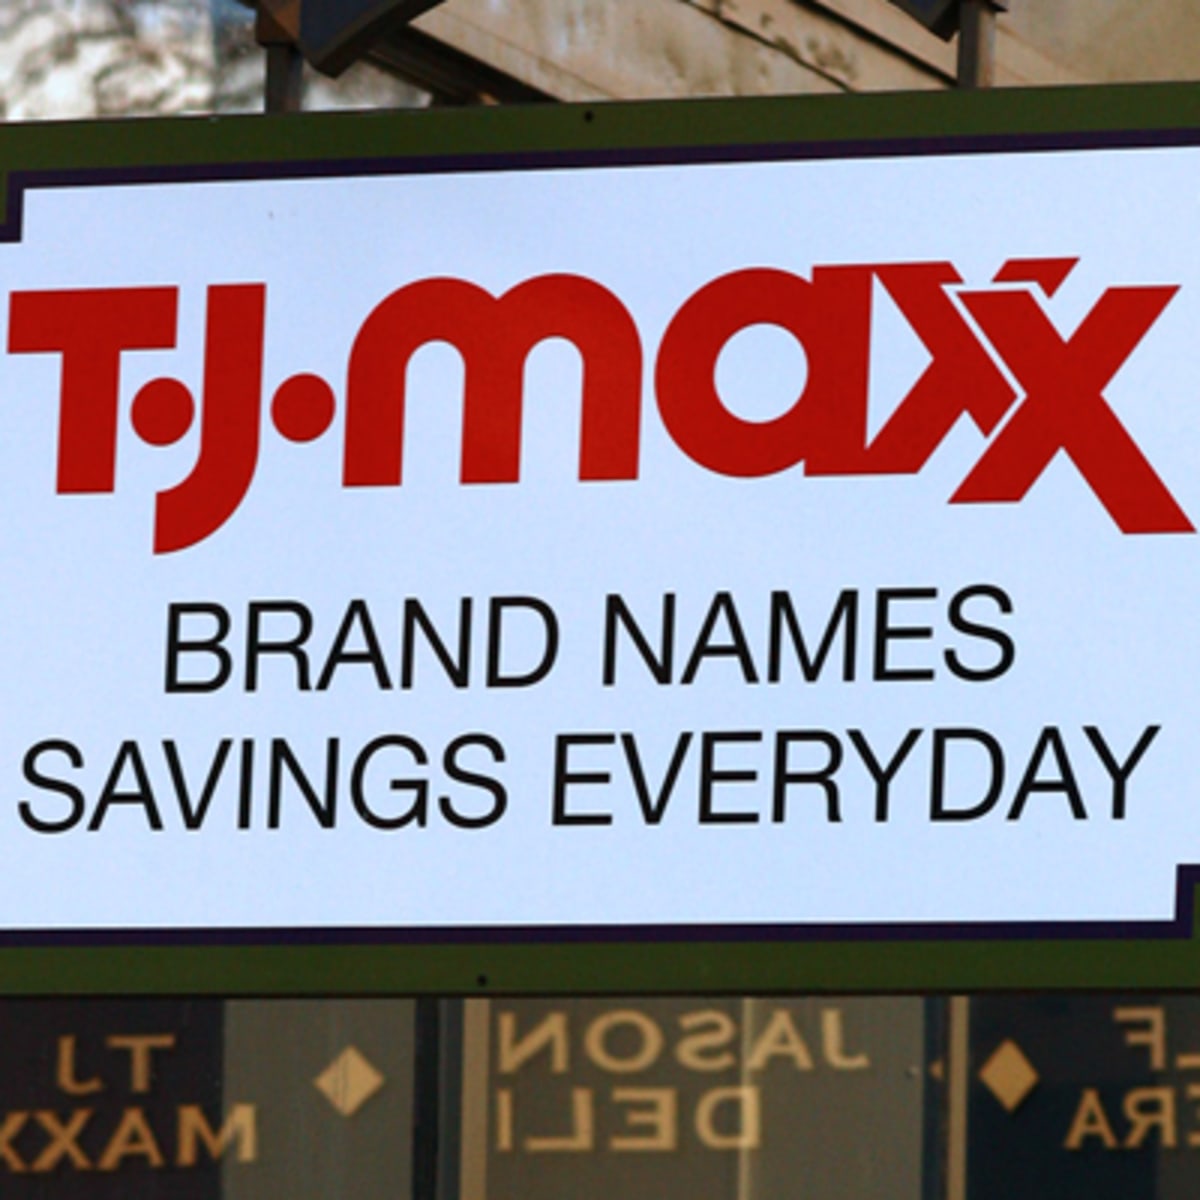 T·J·maxx
BRAND NAMES
SAVINGS EVERYDAY
TJ
MAXX
JASON
DELI